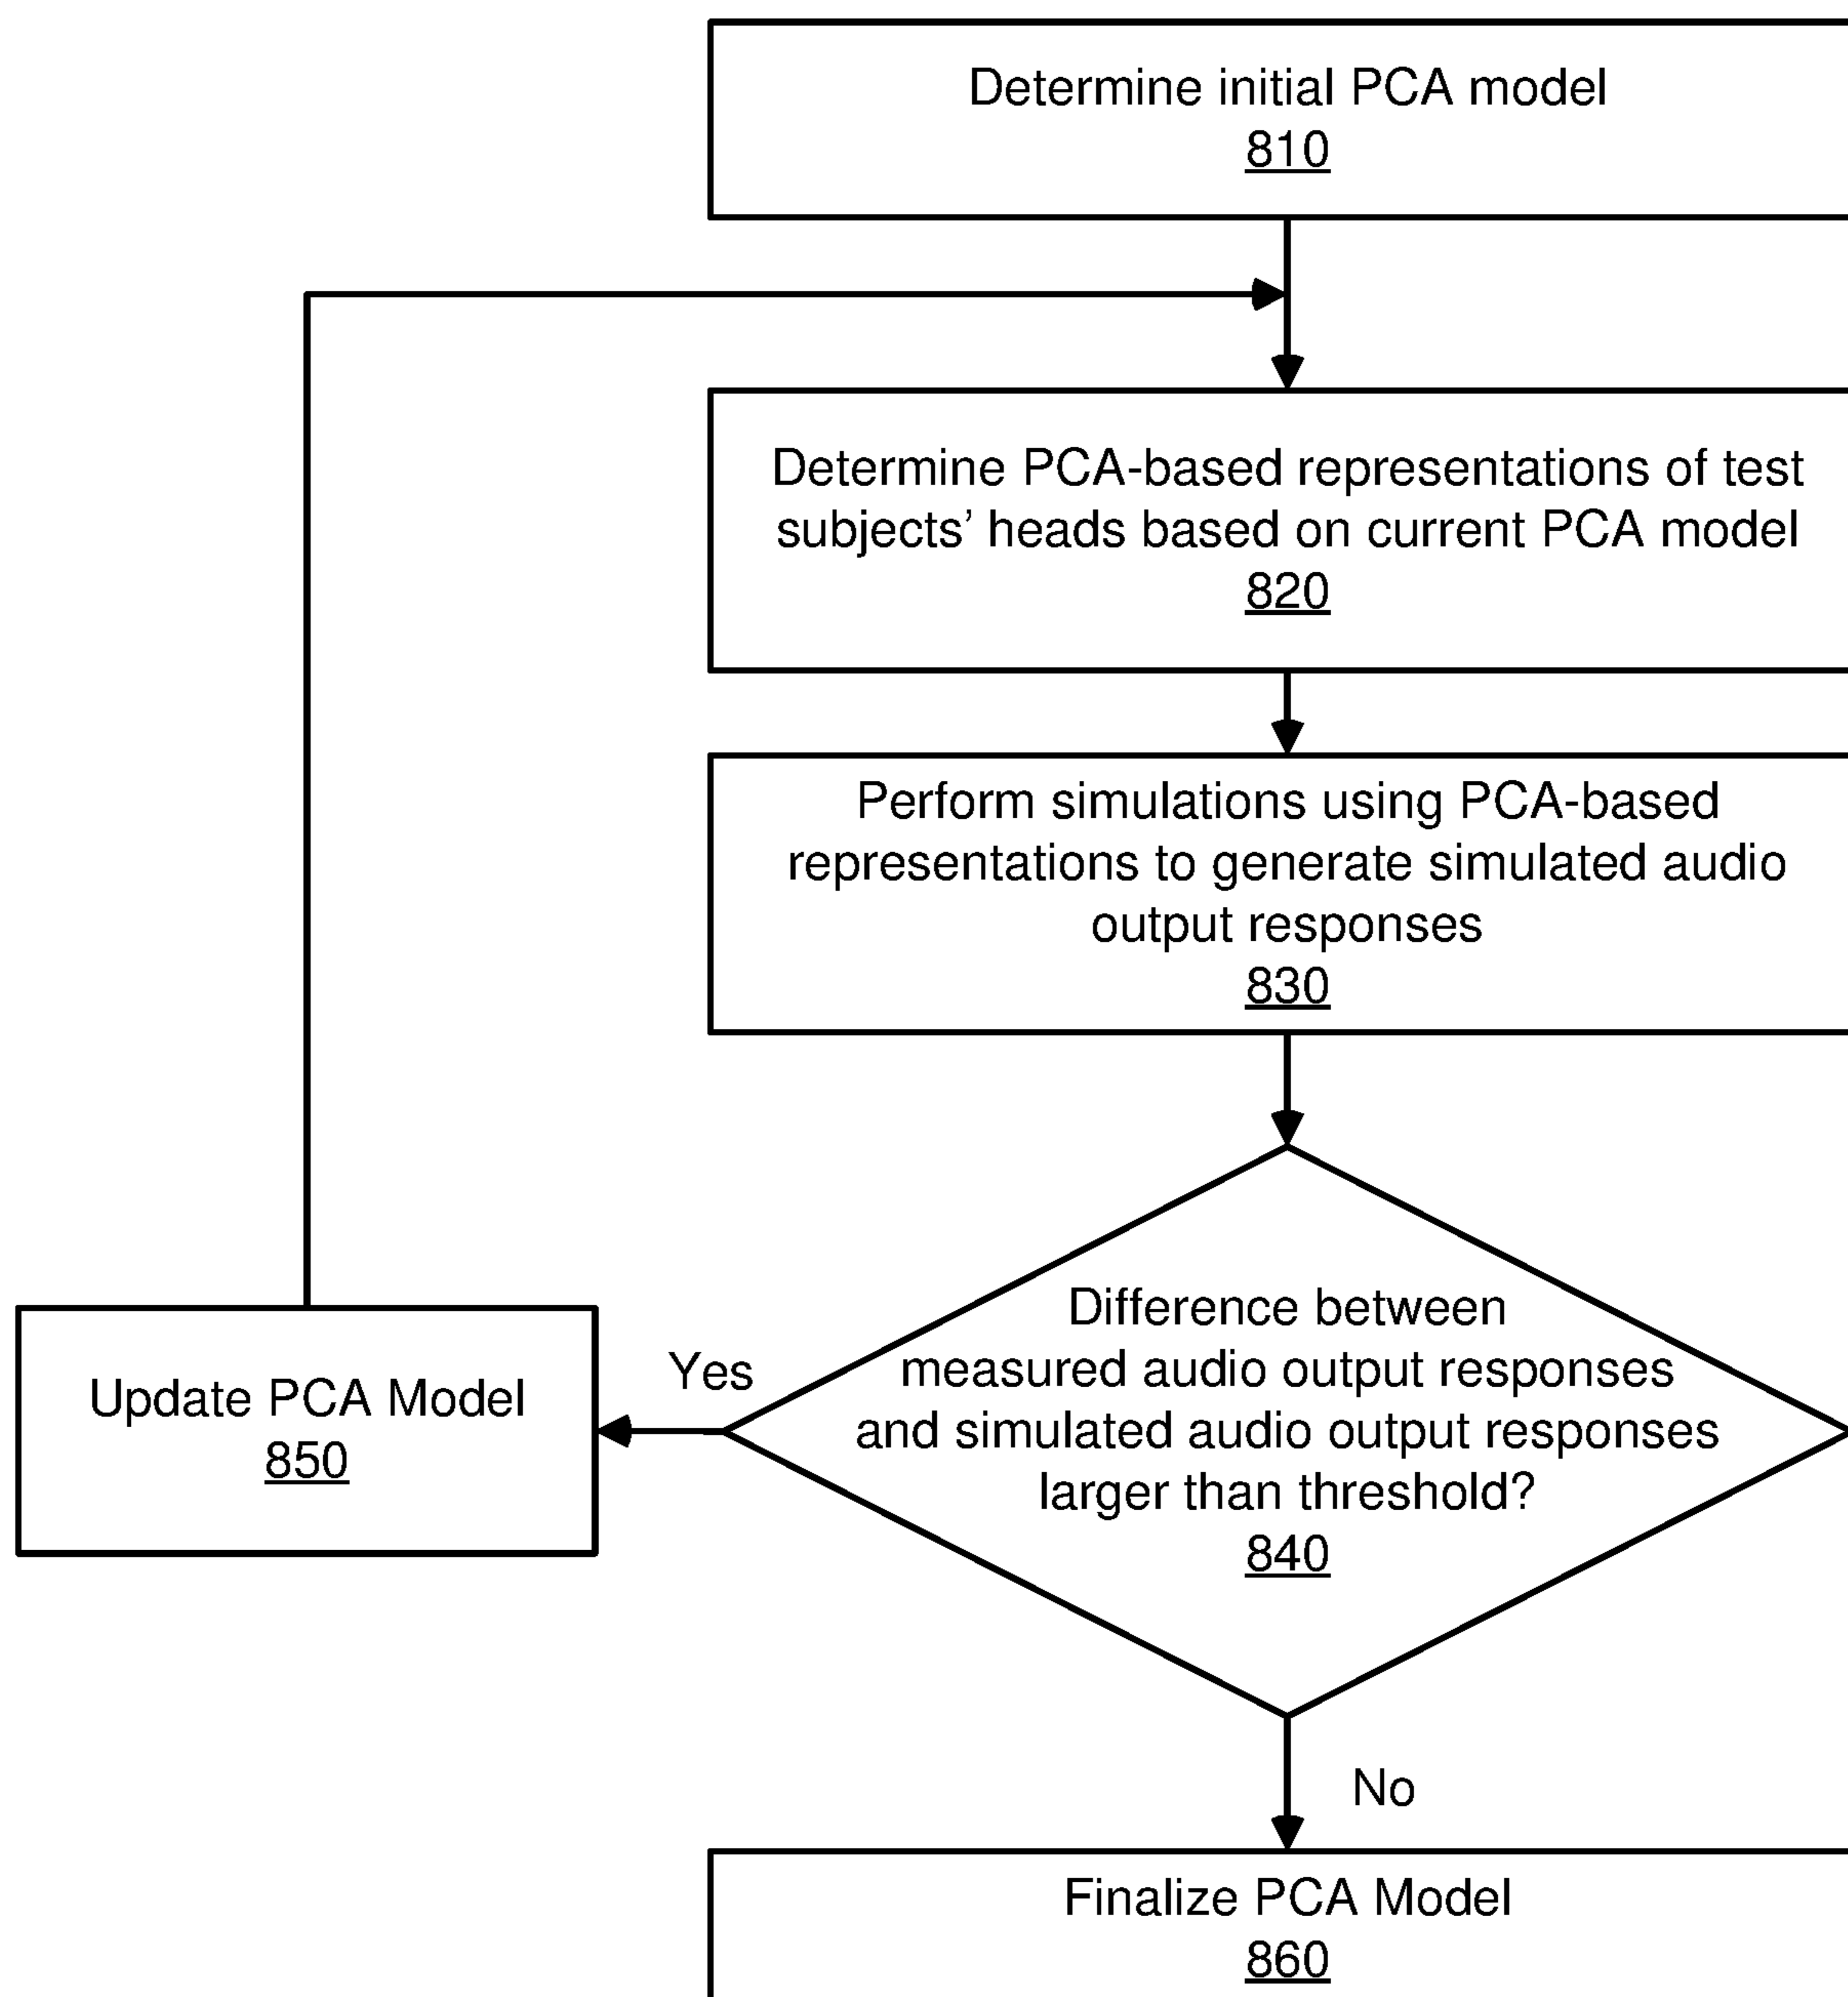 Determine initial PCA model
810
Determine PCA-based representations of test
subjects’ heads based on current PCA model
820
Perform simulations using PCA-based
representations to generate simulated audio
output responses
830
Difference between
measured audio output responses
and simulated audio output responses
larger than threshold?
840
Yes
Update PCA Model
850
No
Finalize PCA Model
860